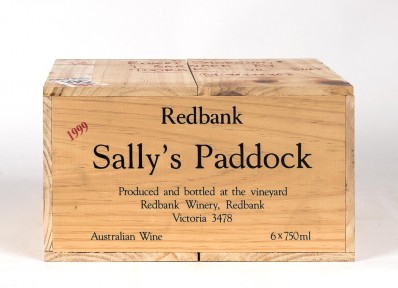 1999
Redbank
Sally's Paddock
Produced and bottled at the vineyard
Redbank Winery, Redbank
Victoria 3478
Australian Wine 6 x 750ml